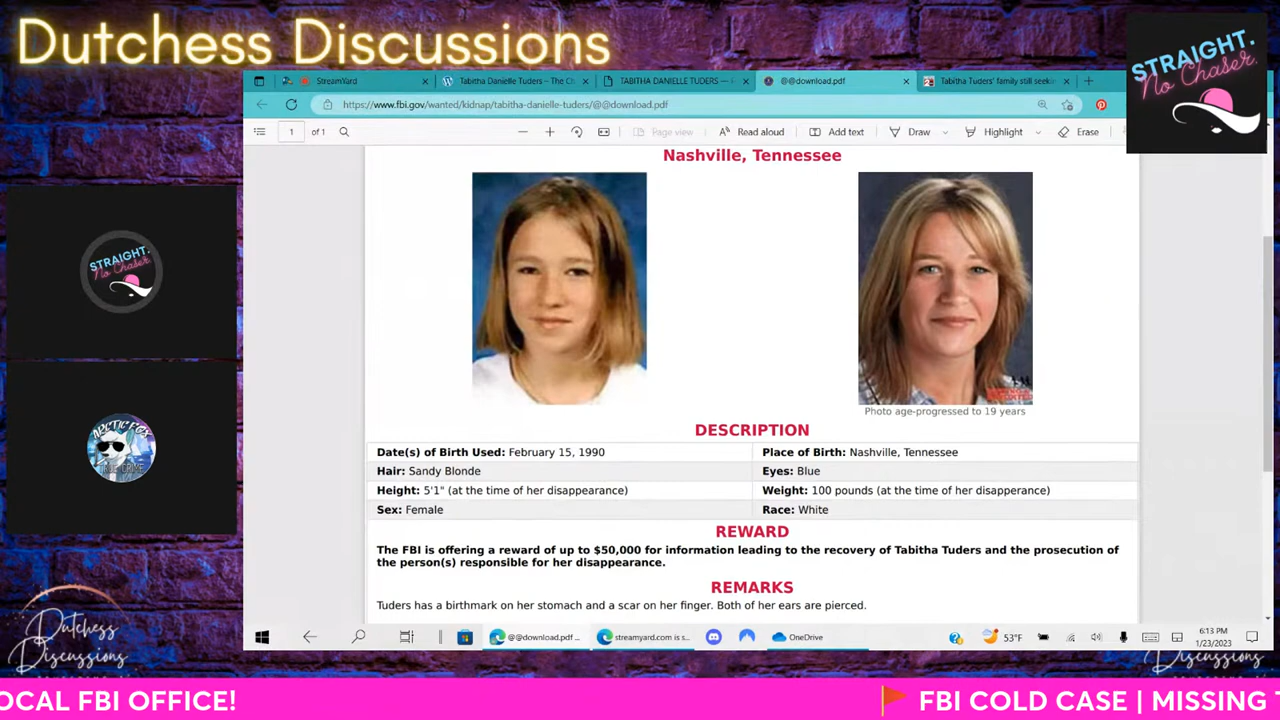 Dutchess Discussions
STRAIGHT.
No Chaser.
StreamYard
Tabitha Danielle Tuders – The Ch
TABITHA DANIELLE TUDERS —
@@download.pdf
Tabitha Tuders' family still seekin
https://www.fbi.gov/wanted/kidnap/tabitha-danielle-tuders/@@download.pdf
1 of 1
Page view
Read aloud
Add text
Draw
Highlight
Erase
Nashville, Tennessee
Photo age-progressed to 19 years
DESCRIPTION
Date(s) of Birth Used: February 15, 1990
Place of Birth: Nashville, Tennessee
Hair: Sandy Blonde
Eyes: Blue
Height: 5'1" (at the time of her disappearance)
Weight: 100 pounds (at the time of her disapperance)
Sex: Female
Race: White
REWARD
The FBI is offering a reward of up to $50,000 for information leading to the recovery of Tabitha Tuders and the prosecution of
the person(s) responsible for her disappearance.
REMARKS
Tuders has a birthmark on her stomach and a scar on her finger. Both of her ears are pierced.
STRAIGHT.
No Chaser.
ARCTIC FOX
TRUE CRIME
@@download.pdf ...
streamyard.com is s...
OneDrive
53°F
6:13 PM
1/23/2023
Dutchess
Discussions
Discussions
OCAL FBI OFFICE!
FBI COLD CASE | MISSING T